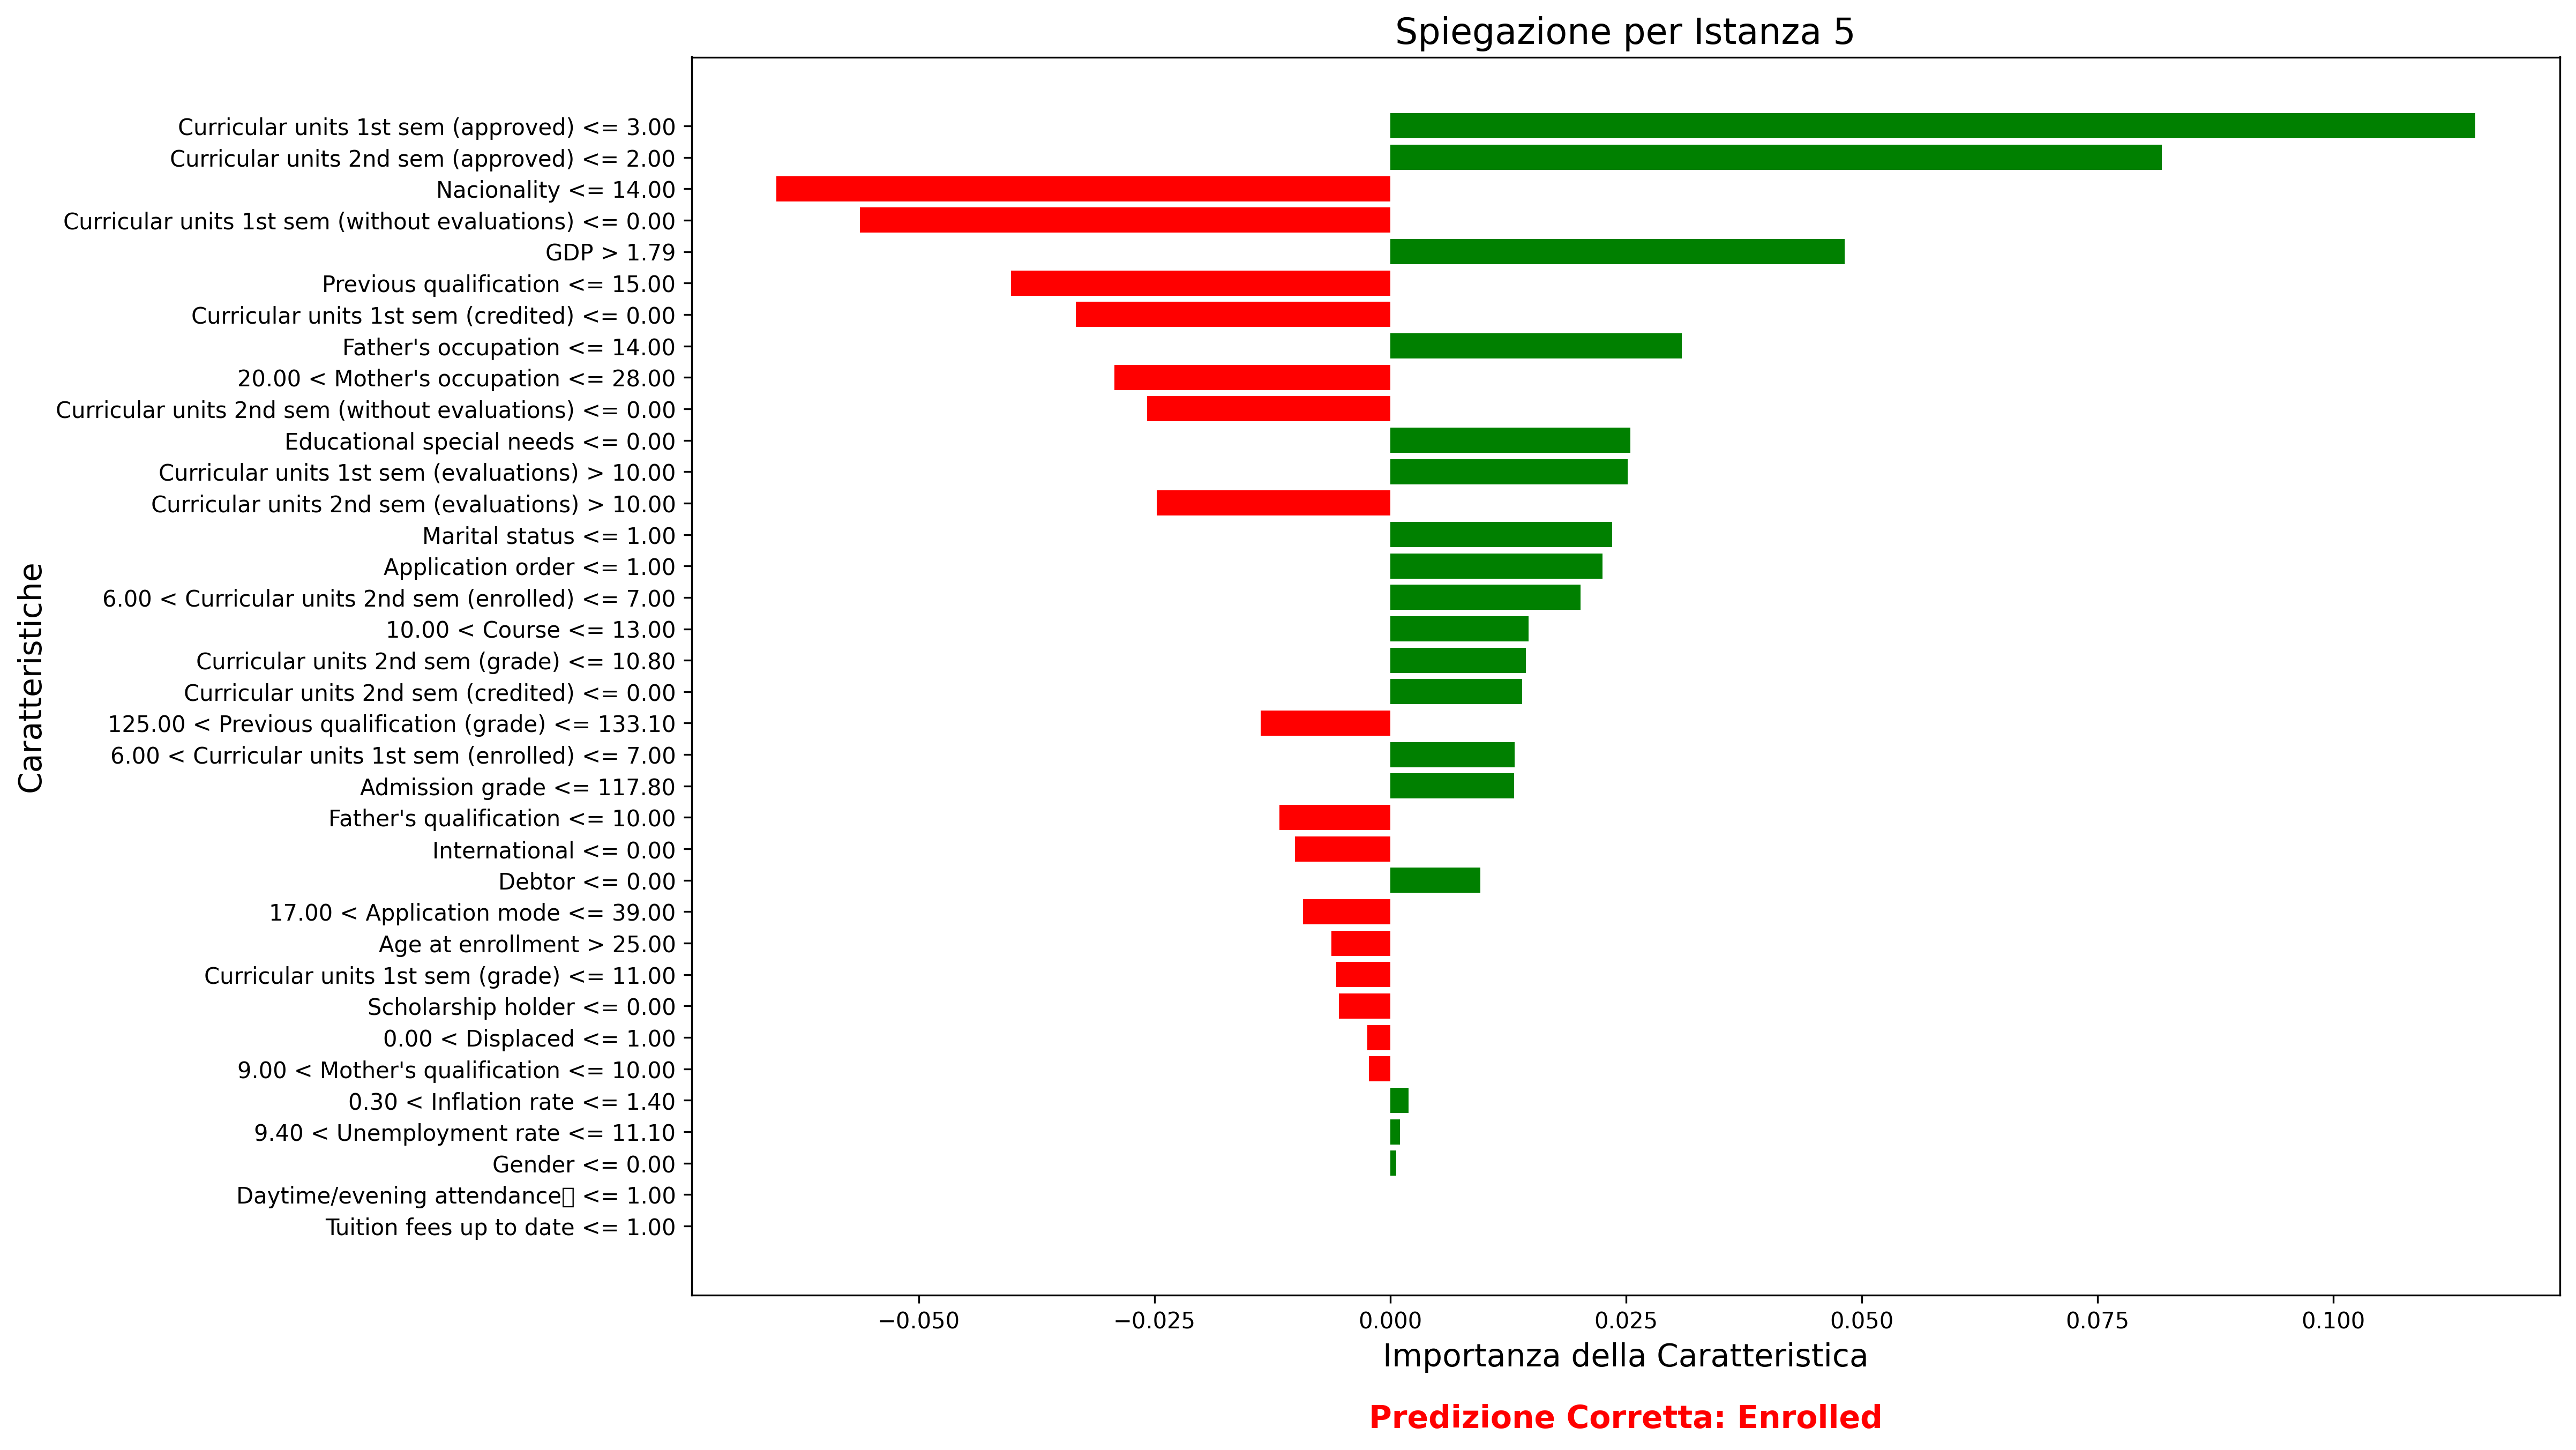 Spiegazione per Istanza 5
Curricular units 1st sem (approved) <= 3.00
Curricular units 2nd sem (approved) <= 2.00
Nacionality <= 14.00
Curricular units 1st sem (without evaluations) <= 0.00
GDP > 1.79
Previous qualification <= 15.00
Curricular units 1st sem (credited) <= 0.00
Father's occupation <= 14.00
20.00 < Mother's occupation <= 28.00
Curricular units 2nd sem (without evaluations) <= 0.00
Educational special needs <= 0.00
Curricular units 1st sem (evaluations) > 10.00
Curricular units 2nd sem (evaluations) > 10.00
Marital status <= 1.00
Application order <= 1.00
6.00 < Curricular units 2nd sem (enrolled) <= 7.00
10.00 < Course <= 13.00
Curricular units 2nd sem (grade) <= 10.80
Curricular units 2nd sem (credited) <= 0.00
125.00 < Previous qualification (grade) <= 133.10
6.00 < Curricular units 1st sem (enrolled) <= 7.00
Admission grade <= 117.80
Father's qualification <= 10.00
International <= 0.00
Debtor <= 0.00
17.00 < Application mode <= 39.00
Age at enrollment > 25.00
Curricular units 1st sem (grade) <= 11.00
Scholarship holder <= 0.00
0.00 < Displaced <= 1.00
9.00 < Mother's qualification <= 10.00
0.30 < Inflation rate <= 1.40
9.40 < Unemployment rate <= 11.10
Gender <= 0.00
Daytime/evening attendance▯ <= 1.00
Tuition fees up to date <= 1.00
Caratteristiche
−0.050 −0.025 0.000 0.025 0.050 0.075 0.100
Importanza della Caratteristica
Predizione Corretta: Enrolled